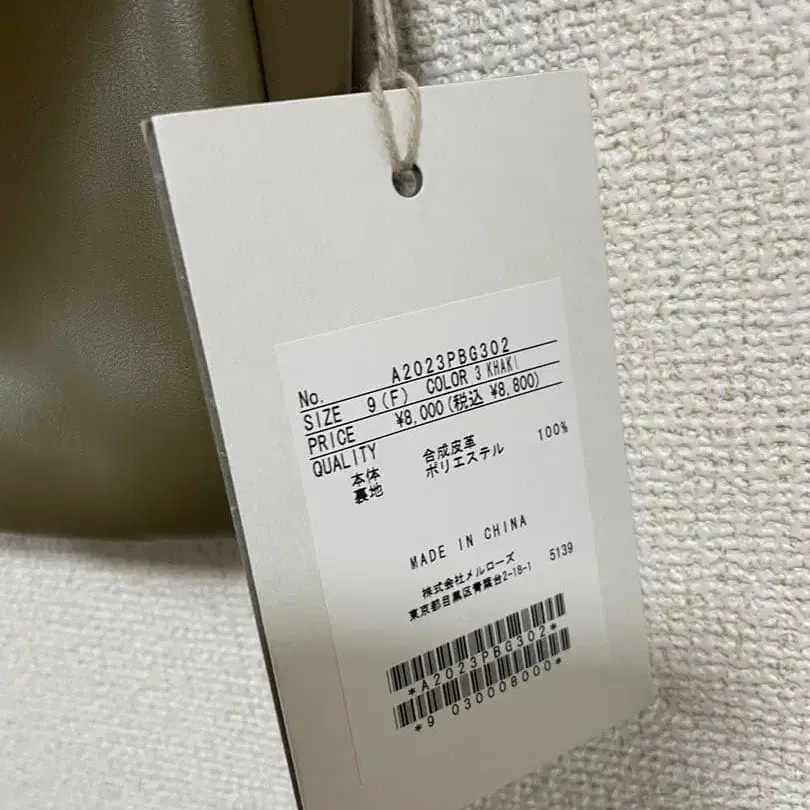 No. A2023PBG302
SIZE 9(F) COLOR 3 KHAKI
PRICE ¥8,000(税込 ¥8,800)
QUALITY
本体 合成皮革
裏地 ポリエステル 100%
MADE IN CHINA
株式会社メルローズ 5139
東京都目黒区青葉台2-18-1
*A2023PBG302*
*9 030008000*